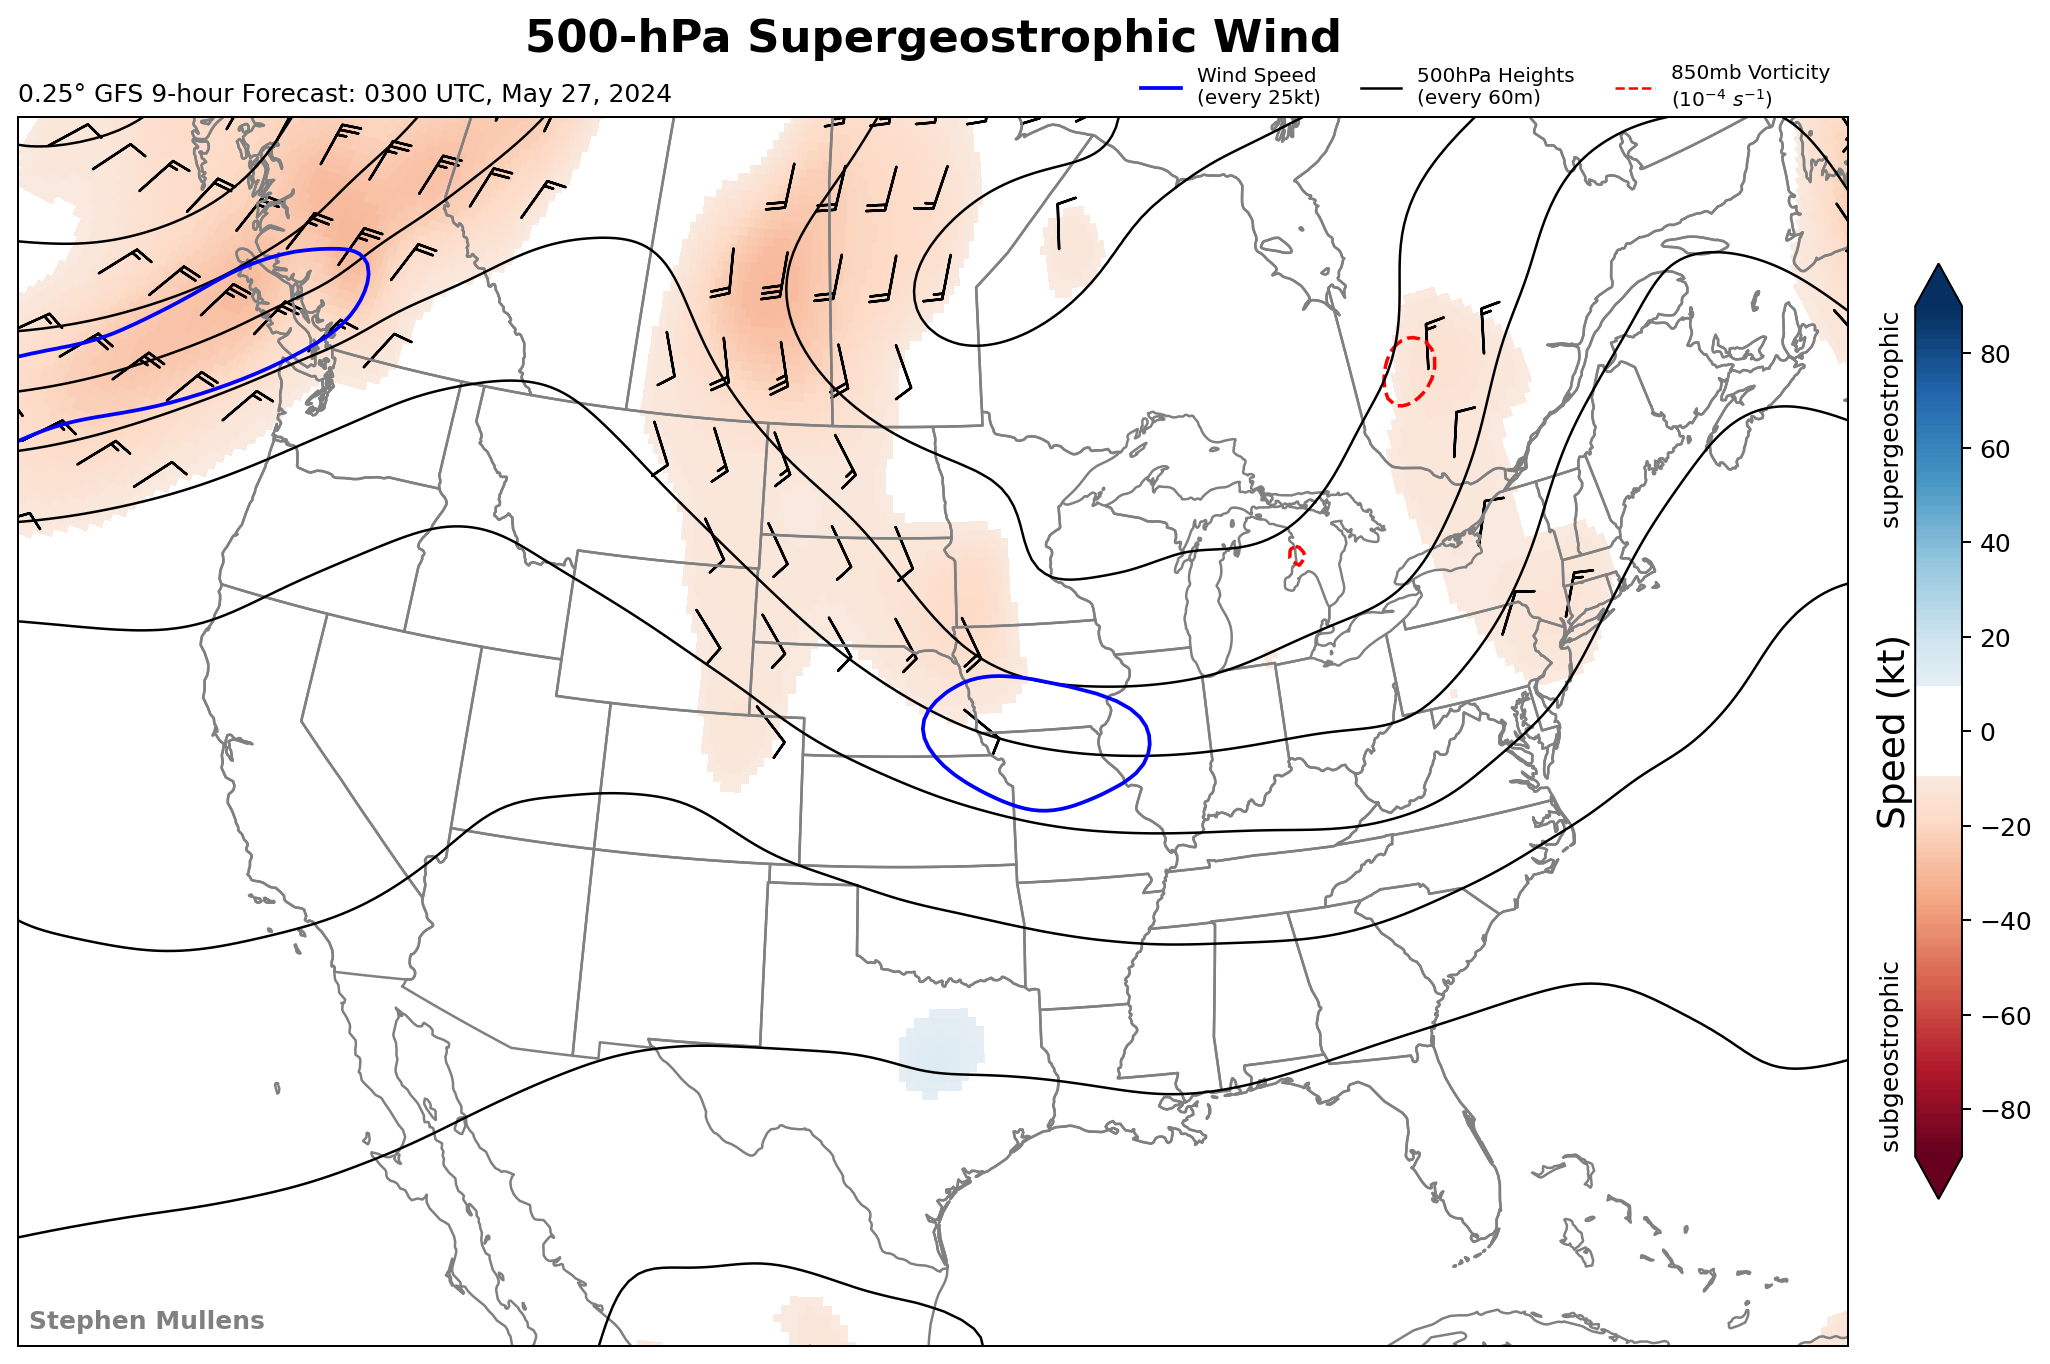 500-hPa Supergeostrophic Wind
0.25° GFS 9-hour Forecast: 0300 UTC, May 27, 2024
Wind Speed
(every 25kt)
500hPa Heights
(every 60m)
850mb Vorticity
(10⁻⁴ s⁻¹)
supergeostrophic
Speed (kt)
subgeostrophic
80
60
40
20
0
−20
−40
−60
−80
Stephen Mullens